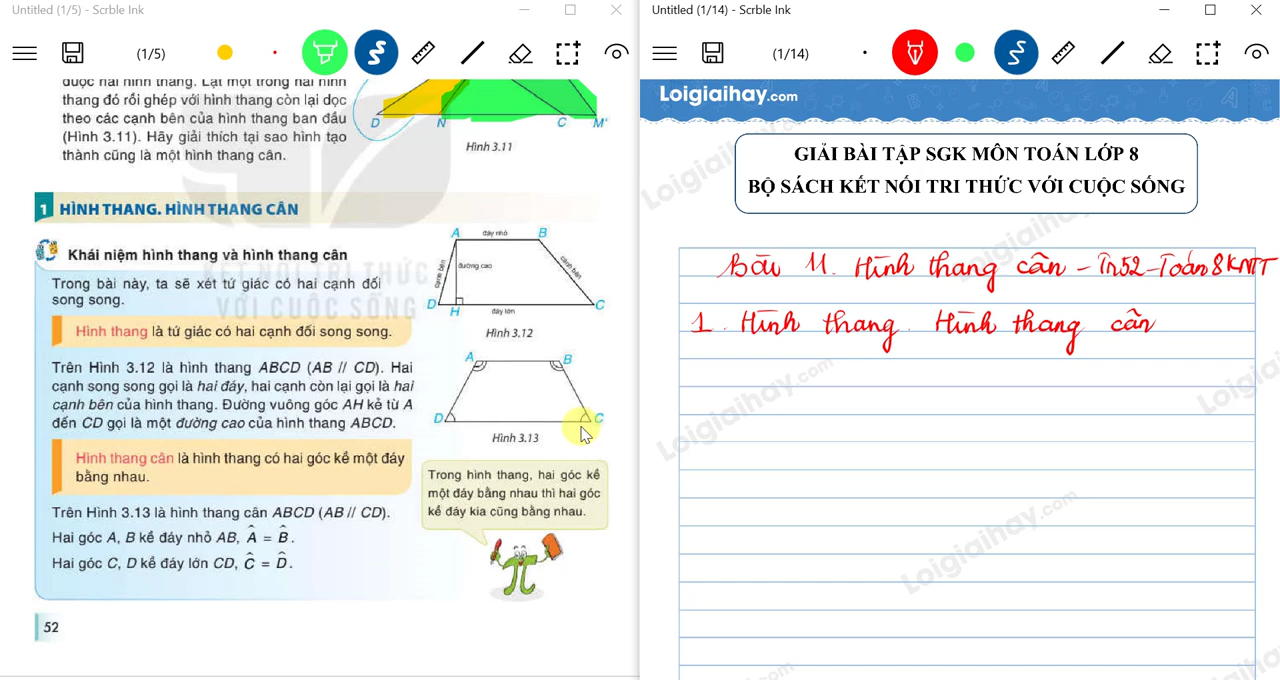 Untitled (1/5) - Scrble Ink
(1/5)
được hai hình thang. Lật một trong hai hình
thang đó rồi ghép với hình thang còn lại dọc
theo các cạnh bên của hình thang ban đầu
(Hình 3.11). Hãy giải thích tại sao hình tạo
thành cũng là một hình thang cân.
D N C M'
Hình 3.11
1 HÌNH THANG. HÌNH THANG CÂN
Khái niệm hình thang và hình thang cân
Trong bài này, ta sẽ xét tứ giác có hai cạnh đối
song song.
Hình thang là tứ giác có hai cạnh đối song song.
KẾT NỐI TRI THỨC
VỚI CUỘC SỐNG
Trên Hình 3.12 là hình thang ABCD (AB // CD). Hai
cạnh song song gọi là hai đáy, hai cạnh còn lại gọi là hai
cạnh bên của hình thang. Đường vuông góc AH kẻ từ A
đến CD gọi là một đường cao của hình thang ABCD.
Hình thang cân là hình thang có hai góc kề một đáy
bằng nhau.
Trên Hình 3.13 là hình thang cân ABCD (AB // CD).
Hai góc A, B kề đáy nhỏ AB, Â = B̂.
Hai góc C, D kề đáy lớn CD, Ĉ = D̂.
A đáy nhỏ B
cạnh bên đường cao cạnh bên
D H đáy lớn C
Hình 3.12
A B
D C
Hình 3.13
Trong hình thang, hai góc kề
một đáy bằng nhau thì hai góc
kề đáy kia cũng bằng nhau.
52
Untitled (1/14) - Scrble Ink
(1/14)
Loigiaihay.com
GIẢI BÀI TẬP SGK MÔN TOÁN LỚP 8
BỘ SÁCH KẾT NỐI TRI THỨC VỚI CUỘC SỐNG
Bài 11. Hình thang cân - Tr52 - Toán 8 KNTT
1. Hình thang. Hình thang cân
Loigiaihay.com
Loigiaihay.com
Loigiaihay.com